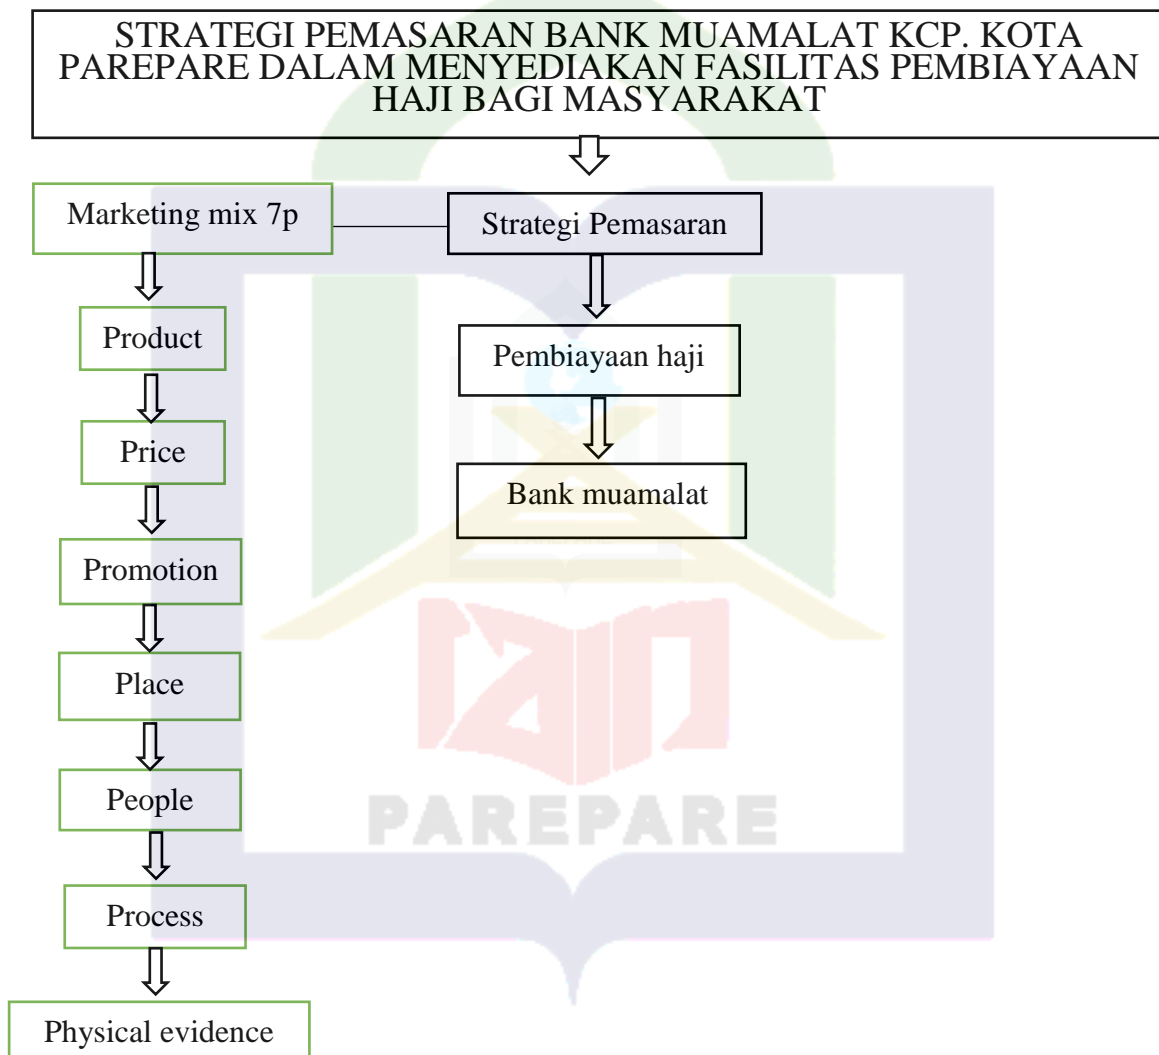 STRATEGI PEMASARAN BANK MUAMALAT KCP. KOTA
PAREPARE DALAM MENYEDIAKAN FASILITAS PEMBIAYAAN
HAJI BAGI MASYARAKAT
Marketing mix 7p
Strategi Pemasaran
Product
Pembiayaan haji
Price
Bank muamalat
Promotion
Place
People
Process
Physical evidence
iain
PAREPARE